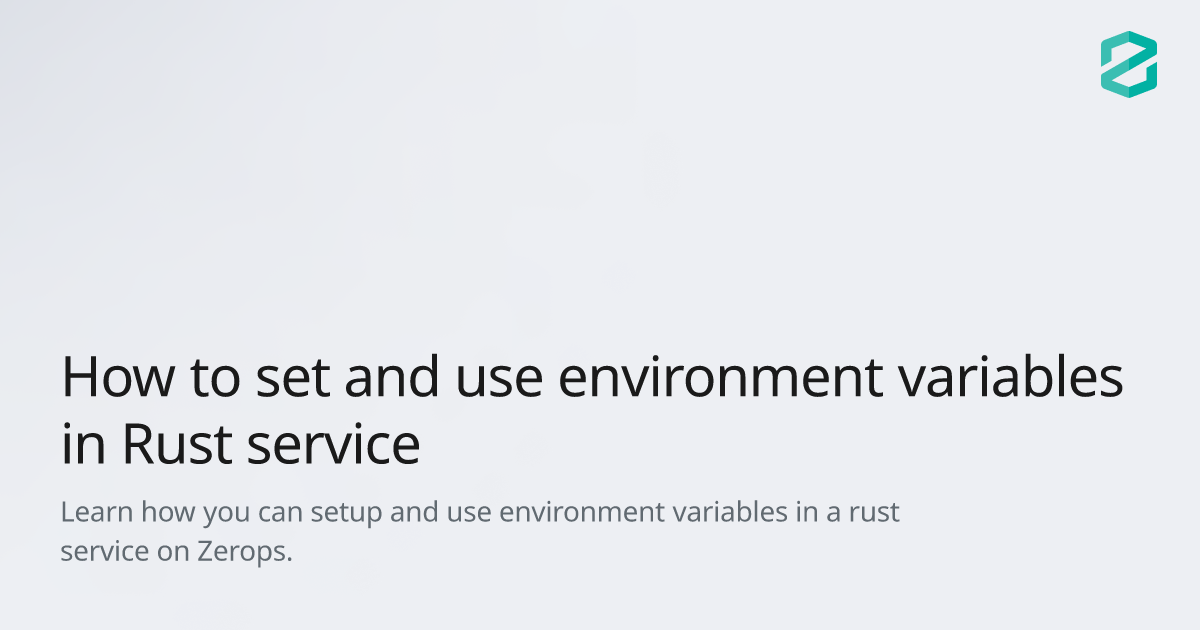 How to set and use environment variables
in Rust service
Learn how you can setup and use environment variables in a rust
service on Zerops.